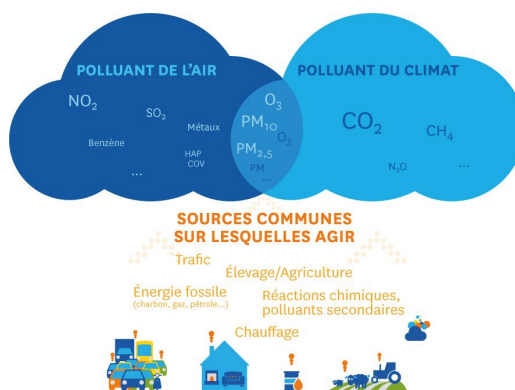 POLLUANT DE L'AIR
NO2
SO2
Métaux
Benzène
HAP
COV
...
O3
PM10
O3
PM2,5
PM
...
POLLUANT DU CLIMAT
CO2
CH4
N2O
...
SOURCES COMMUNES
SUR LESQUELLES AGIR
Trafic
Élevage/Agriculture
Énergie fossile
(charbon, gaz, pétrole...)
Réactions chimiques,
polluants secondaires
Chauffage